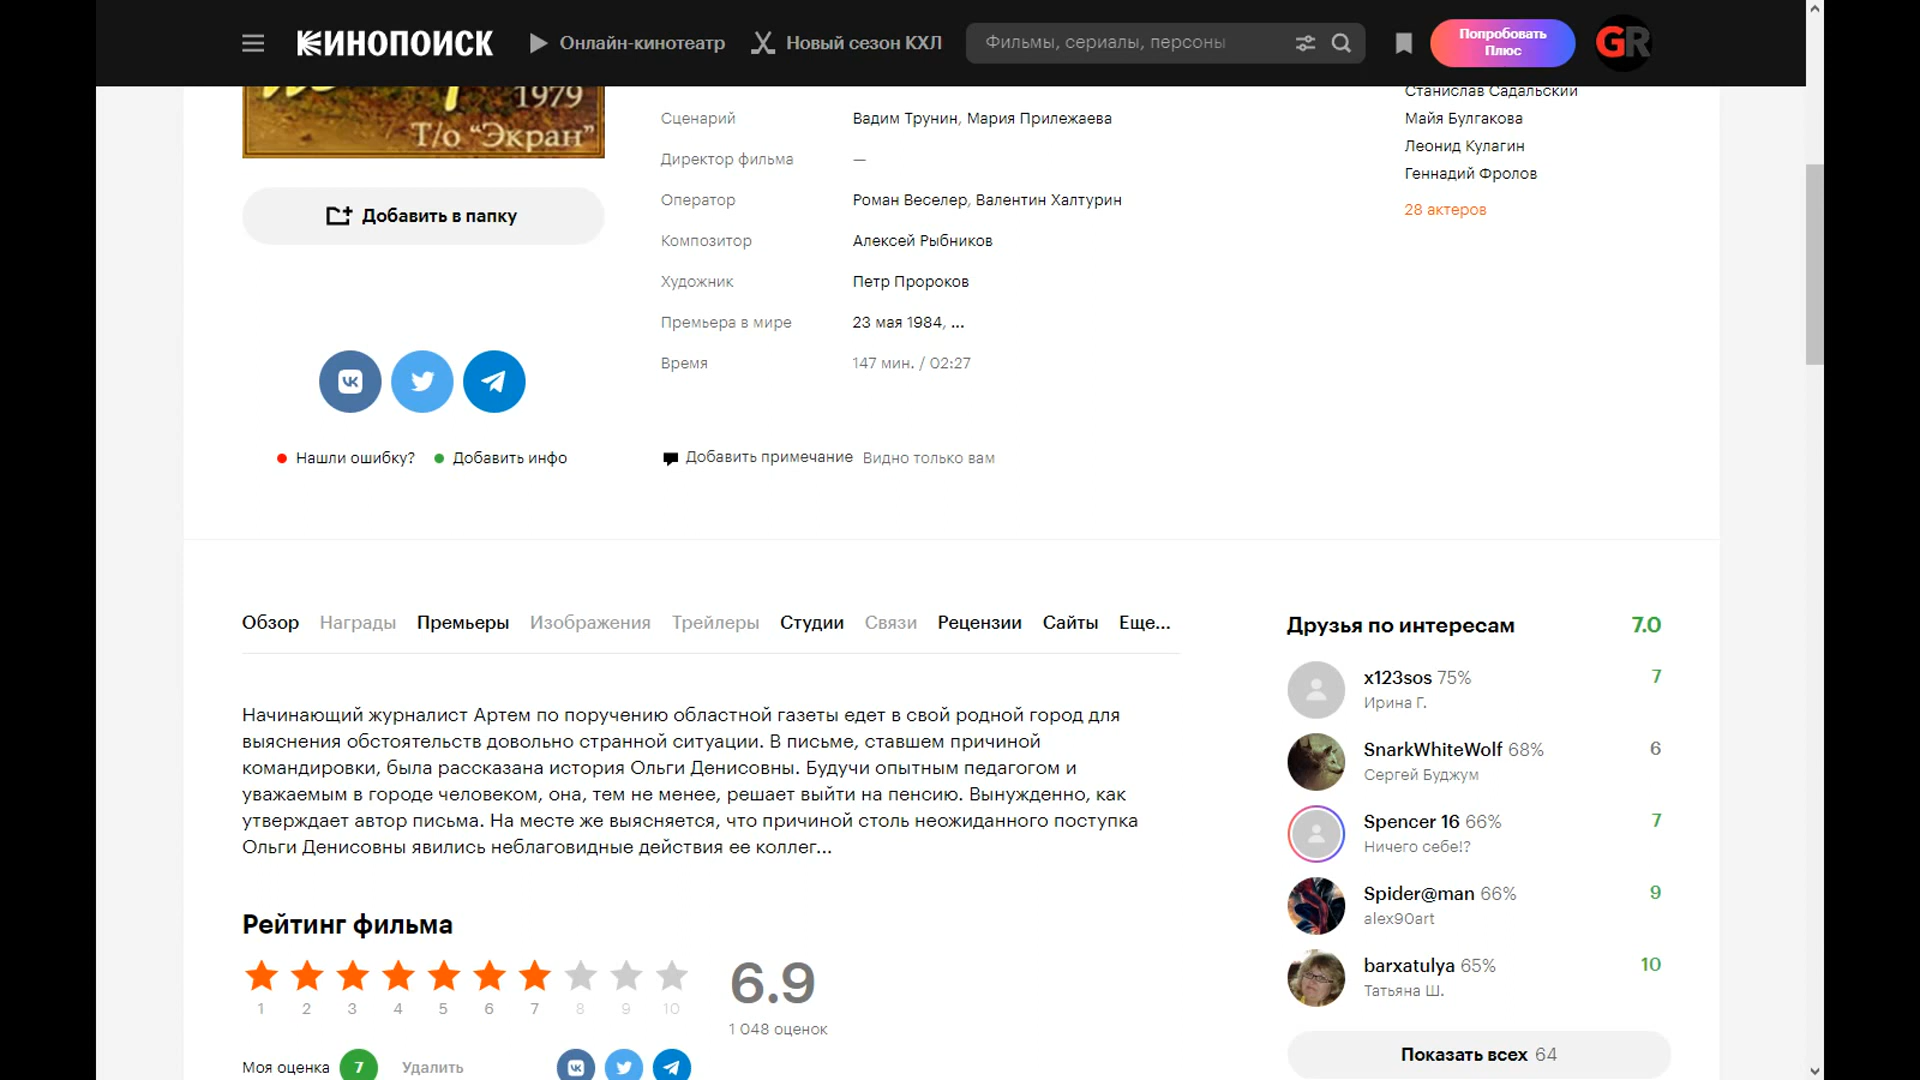 КИНОПОИСК
Онлайн-кинотеатр
Новый сезон КХЛ
Фильмы, сериалы, персоны
Попробовать
Плюс
GR
1979
Т/о "Экран"
Добавить в папку
Нашли ошибку?
Добавить инфо
Сценарий Вадим Трунин, Мария Прилежаева
Директор фильма —
Оператор Роман Веселер, Валентин Халтурин
Композитор Алексей Рыбников
Художник Петр Пророков
Премьера в мире 23 мая 1984, ...
Время 147 мин. / 02:27
Добавить примечание Видно только вам
Станислав Садальский
Майя Булгакова
Леонид Кулагин
Геннадий Фролов
28 актеров
Обзор Награды Премьеры Изображения Трейлеры Студии Связи Рецензии Сайты Еще...
Начинающий журналист Артем по поручению областной газеты едет в свой родной город для
выяснения обстоятельств довольно странной ситуации. В письме, ставшем причиной
командировки, была рассказана история Ольги Денисовны. Будучи опытным педагогом и
уважаемым в городе человеком, она, тем не менее, решает выйти на пенсию. Вынужденно, как
утверждает автор письма. На месте же выясняется, что причиной столь неожиданного поступка
Ольги Денисовны явились неблаговидные действия ее коллег...
Рейтинг фильма
1 2 3 4 5 6 7 8 9 10
6.9
1 048 оценок
Моя оценка 7 Удалить
Друзья по интересам 7.0
x123sos 75% 7
Ирина Г.
SnarkWhiteWolf 68% 6
Сергей Буджум
Spencer 16 66% 7
Ничего себе!?
Spider@man 66% 9
alex90art
barxatulya 65% 10
Татьяна Ш.
Показать всех 64